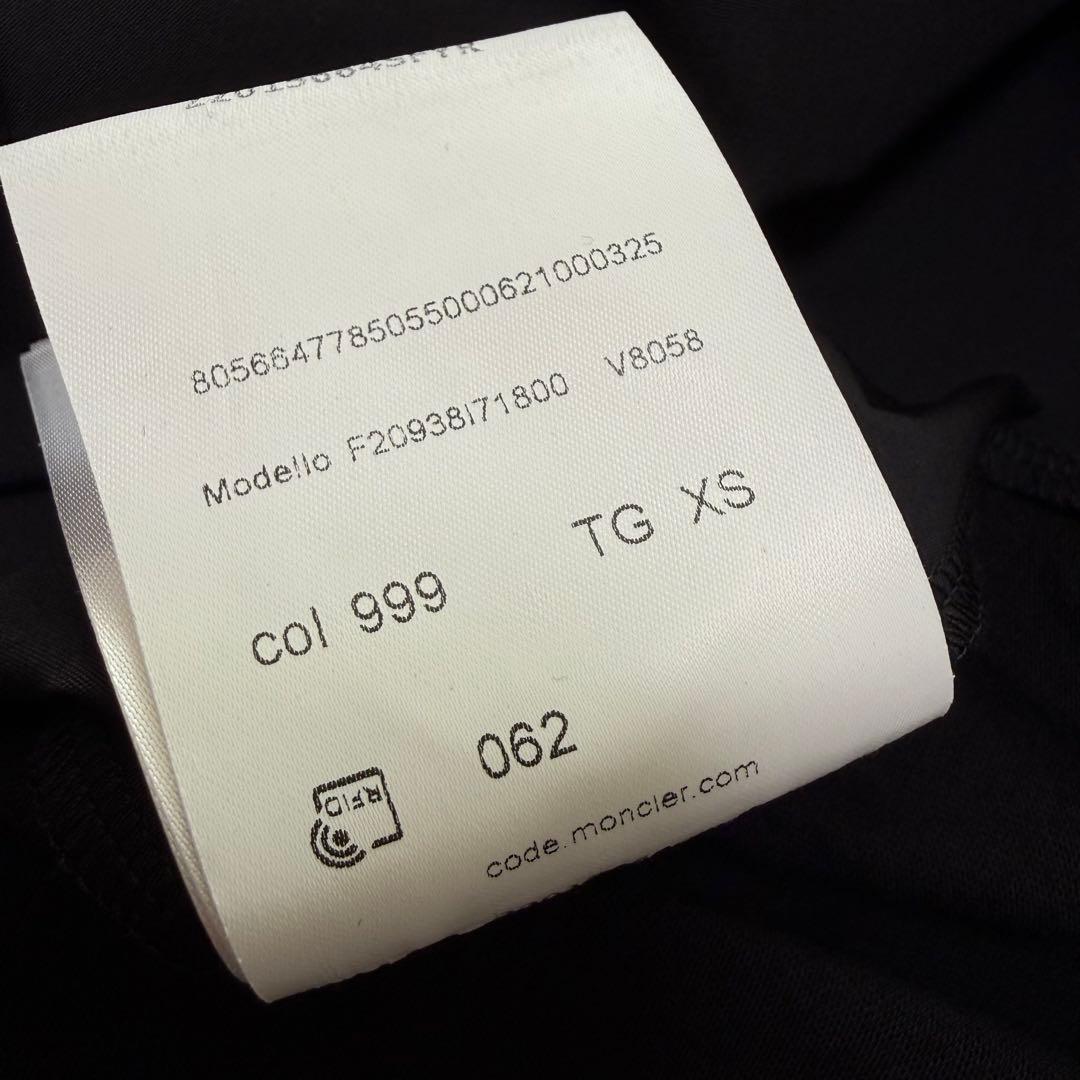 8056647785055000621000325
Modello F20938I71800 V8058
TG XS
col 999
062
RFID
code.moncler.com